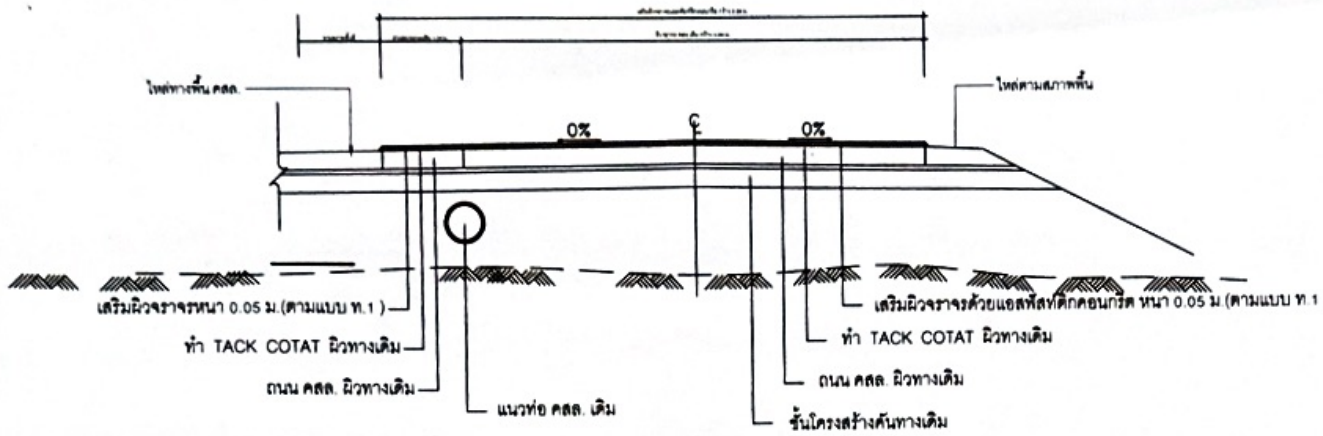 ไหล่ทางพื้น คสล.
ไหล่ตามสภาพพื้น
0%
℄
0%
เสริมผิวจราจรหนา 0.05 ม.(ตามแบบ ท.1 )
เสริมผิวจราจรด้วยแอสฟัสท์ติกคอนกรีต หนา 0.05 ม.(ตามแบบ ท.1
ทำ TACK COTAT ผิวทางเดิม
ทำ TACK COTAT ผิวทางเดิม
ถนน คสล. ผิวทางเดิม
ถนน คสล. ผิวทางเดิม
แนวท่อ คสล. เดิม
ชั้นโครงสร้างคันทางเดิม